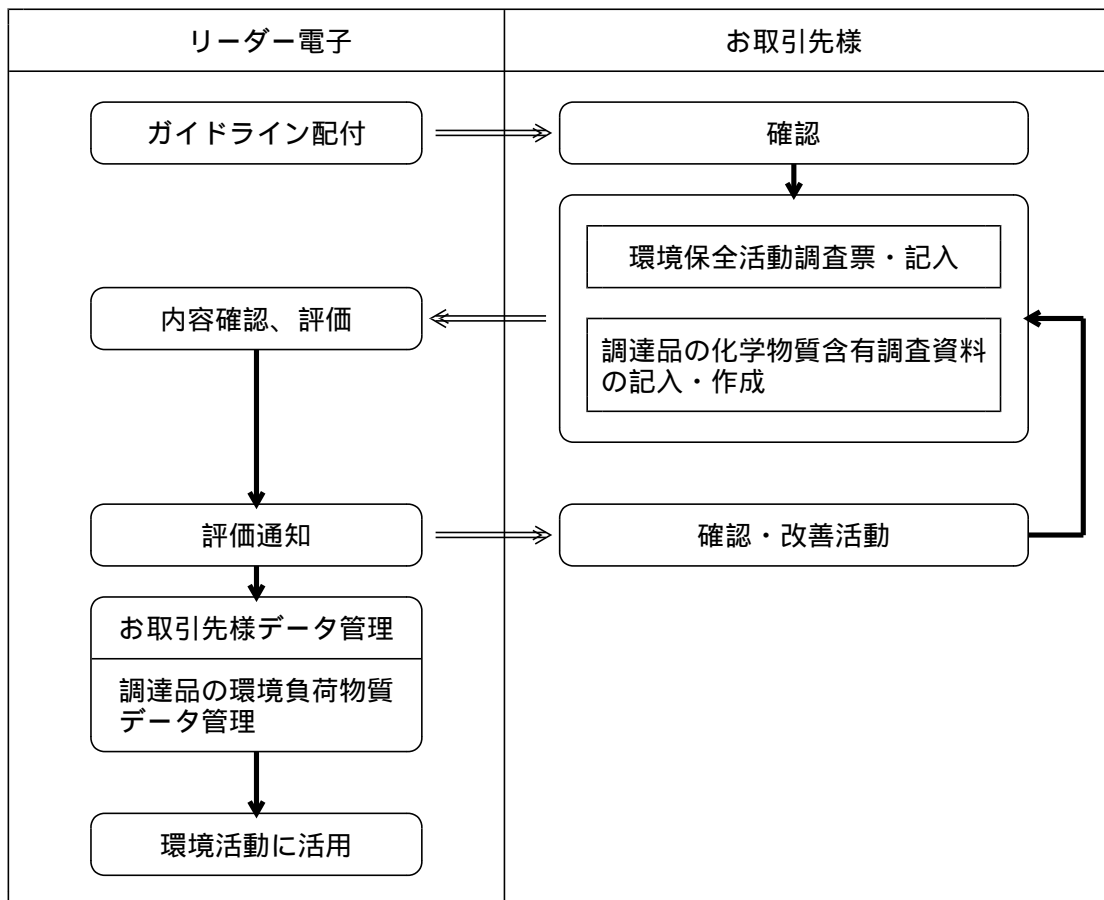 リーダー電子
お取引先様
ガイドライン配付
確認
環境保全活動調査票・記入
内容確認、評価
調達品の化学物質含有調査資料
の記入・作成
評価通知
確認・改善活動
お取引先様データ管理
調達品の環境負荷物質
データ管理
環境活動に活用